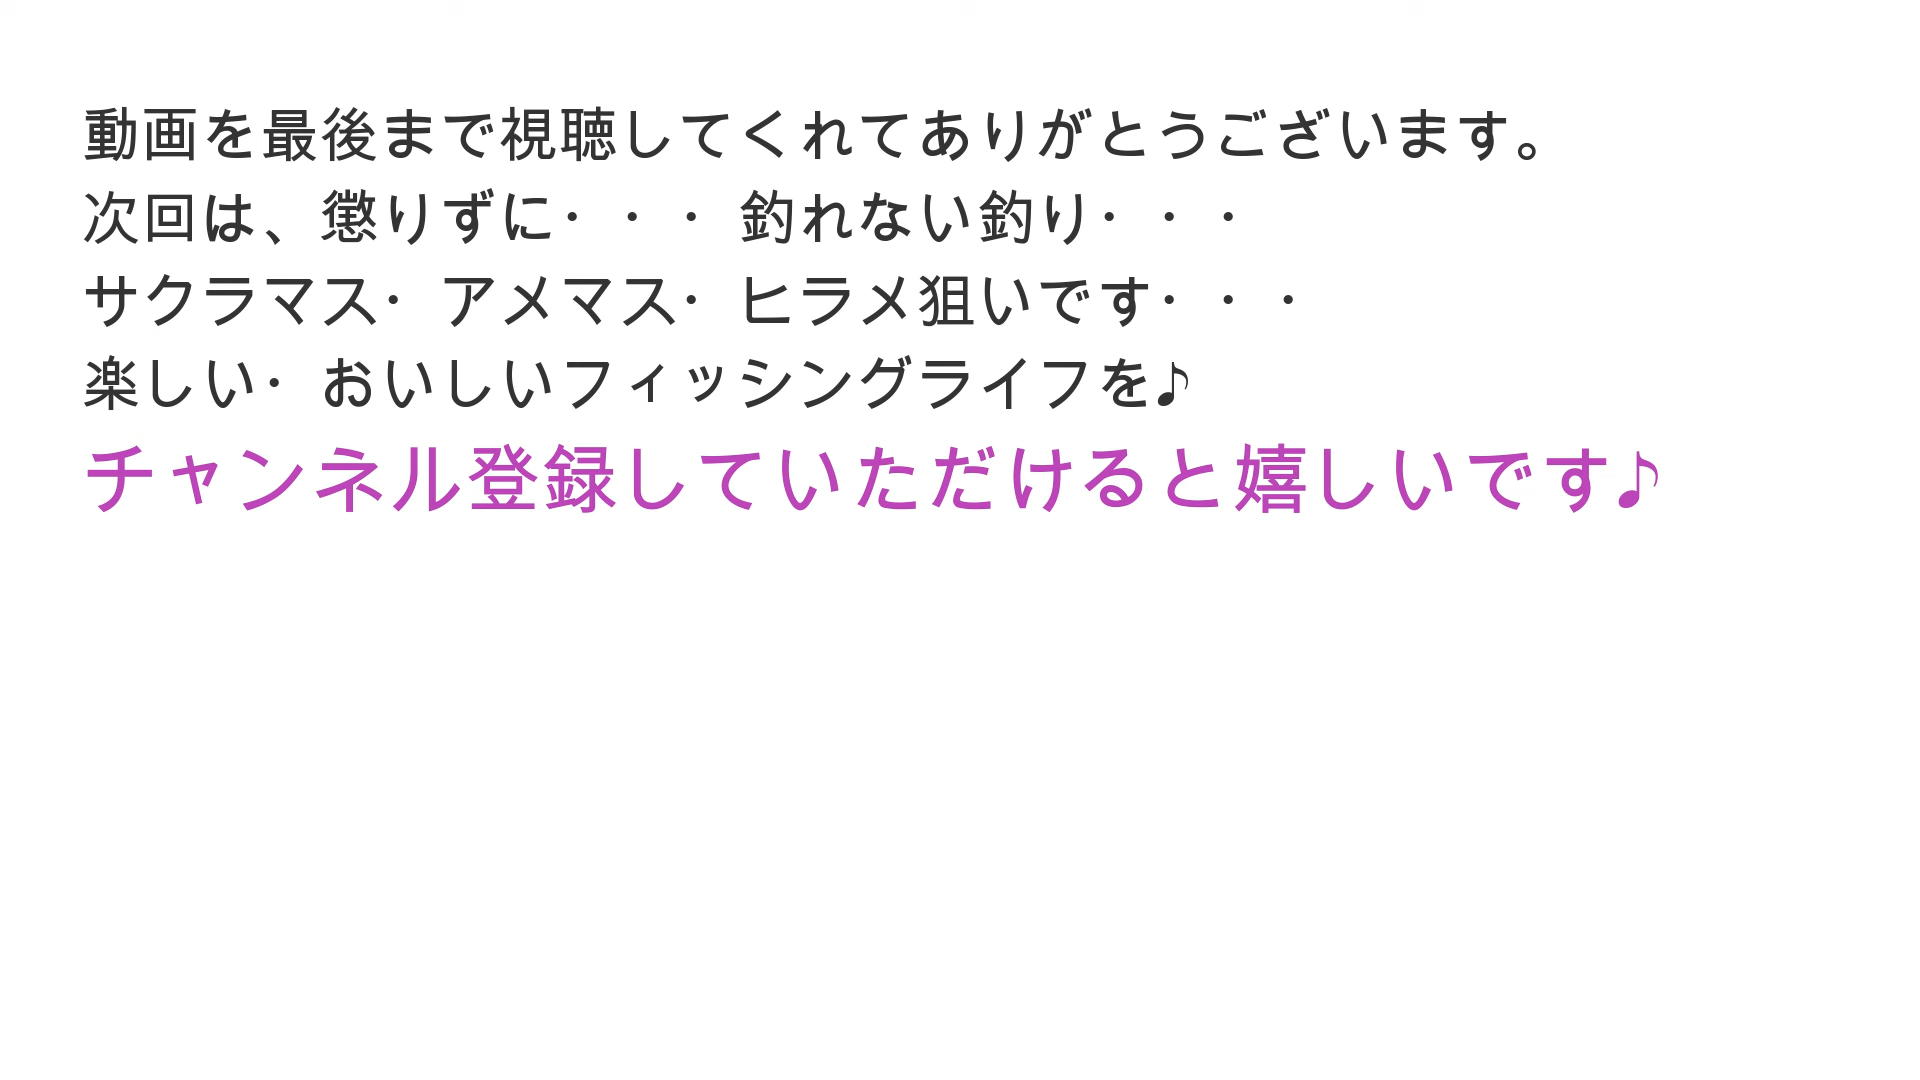 動画を最後まで視聴してくれてありがとうございます。
次回は、懲りずに・・・釣れない釣り・・・
サクラマス・アメマス・ヒラメ狙いです・・・
楽しい・おいしいフィッシングライフを♪
チャンネル登録していただけると嬉しいです♪